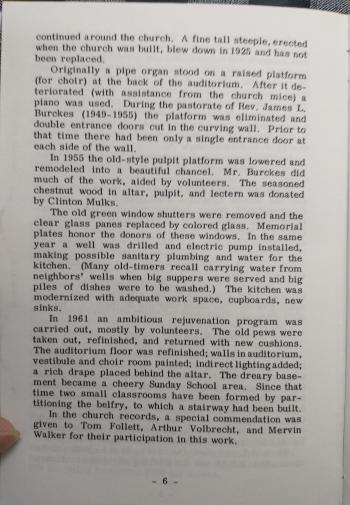 continued around the church. A fine tall steeple, erected
when the church was built, blew down in 1925 and has not
been replaced.
Originally a pipe organ stood on a raised platform
(for choir) at the back of the auditorium. After it de-
teriorated (with assistance from the church mice) a
piano was used. During the pastorate of Rev. James L.
Burckes (1949-1955) the platform was eliminated and
double entrance doors cut in the curving wall. Prior to
that time there had been only a single entrance door at
each side of the wall.
In 1955 the old-style pulpit platform was lowered and
remodeled into a beautiful chancel. Mr. Burckes did
much of the work, aided by volunteers. The seasoned
chestnut wood in altar, pulpit, and lectern was donated
by Clinton Mulks.
The old green window shutters were removed and the
clear glass panes replaced by colored glass. Memorial
plates honor the donors of these windows. In the same
year a well was drilled and electric pump installed,
making possible sanitary plumbing and water for the
kitchen. (Many old-timers recall carrying water from
neighbors' wells when big suppers were served and big
piles of dishes were to be washed.) The kitchen was
modernized with adequate work space, cupboards, new
sinks.
In 1961 an ambitious rejuvenation program was
carried out, mostly by volunteers. The old pews were
taken out, refinished, and returned with new cushions.
The auditorium floor was refinished; walls in auditorium,
vestibule and choir room painted; indirect lighting added;
a rich drape placed behind the altar. The dreary base-
ment became a cheery Sunday School area. Since that
time two small classrooms have been formed by par-
titioning the belfry, to which a stairway had been built.
In the church records, a special commendation was
given to Tom Follett, Arthur Volbrecht, and Mervin
Walker for their participation in this work.
- 6 -